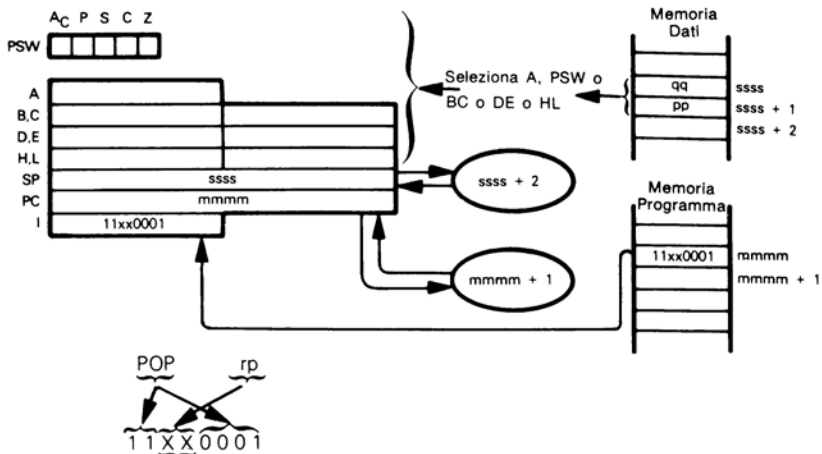 A_C P S C Z
PSW
A
B,C
D,E
H,L
SP ssss
PC mmmm
I 11xx0001
Seleziona A, PSW o
BC o DE o HL
Memoria
Dati
qq ssss
pp ssss + 1
ssss + 2
ssss + 2
mmmm + 1
Memoria
Programma
11xx0001 mmmm
mmmm + 1
POP rp
1 1 X X 0 0 0 1